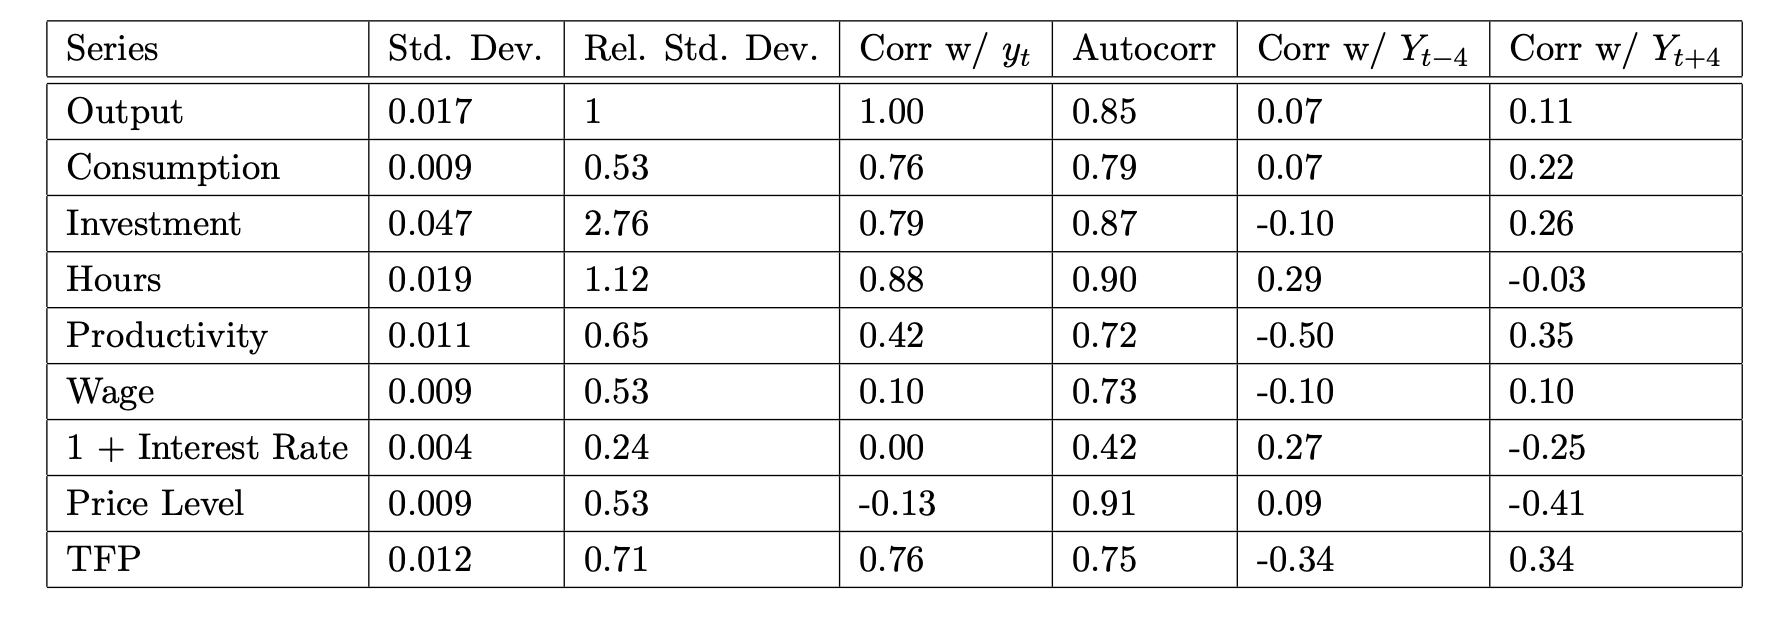 Series Std. Dev. Rel. Std. Dev. Corr w/ yt Autocorr Corr w/ Yt−4 Corr w/ Yt+4
Output 0.017 1 1.00 0.85 0.07 0.11
Consumption 0.009 0.53 0.76 0.79 0.07 0.22
Investment 0.047 2.76 0.79 0.87 -0.10 0.26
Hours 0.019 1.12 0.88 0.90 0.29 -0.03
Productivity 0.011 0.65 0.42 0.72 -0.50 0.35
Wage 0.009 0.53 0.10 0.73 -0.10 0.10
1 + Interest Rate 0.004 0.24 0.00 0.42 0.27 -0.25
Price Level 0.009 0.53 -0.13 0.91 0.09 -0.41
TFP 0.012 0.71 0.76 0.75 -0.34 0.34